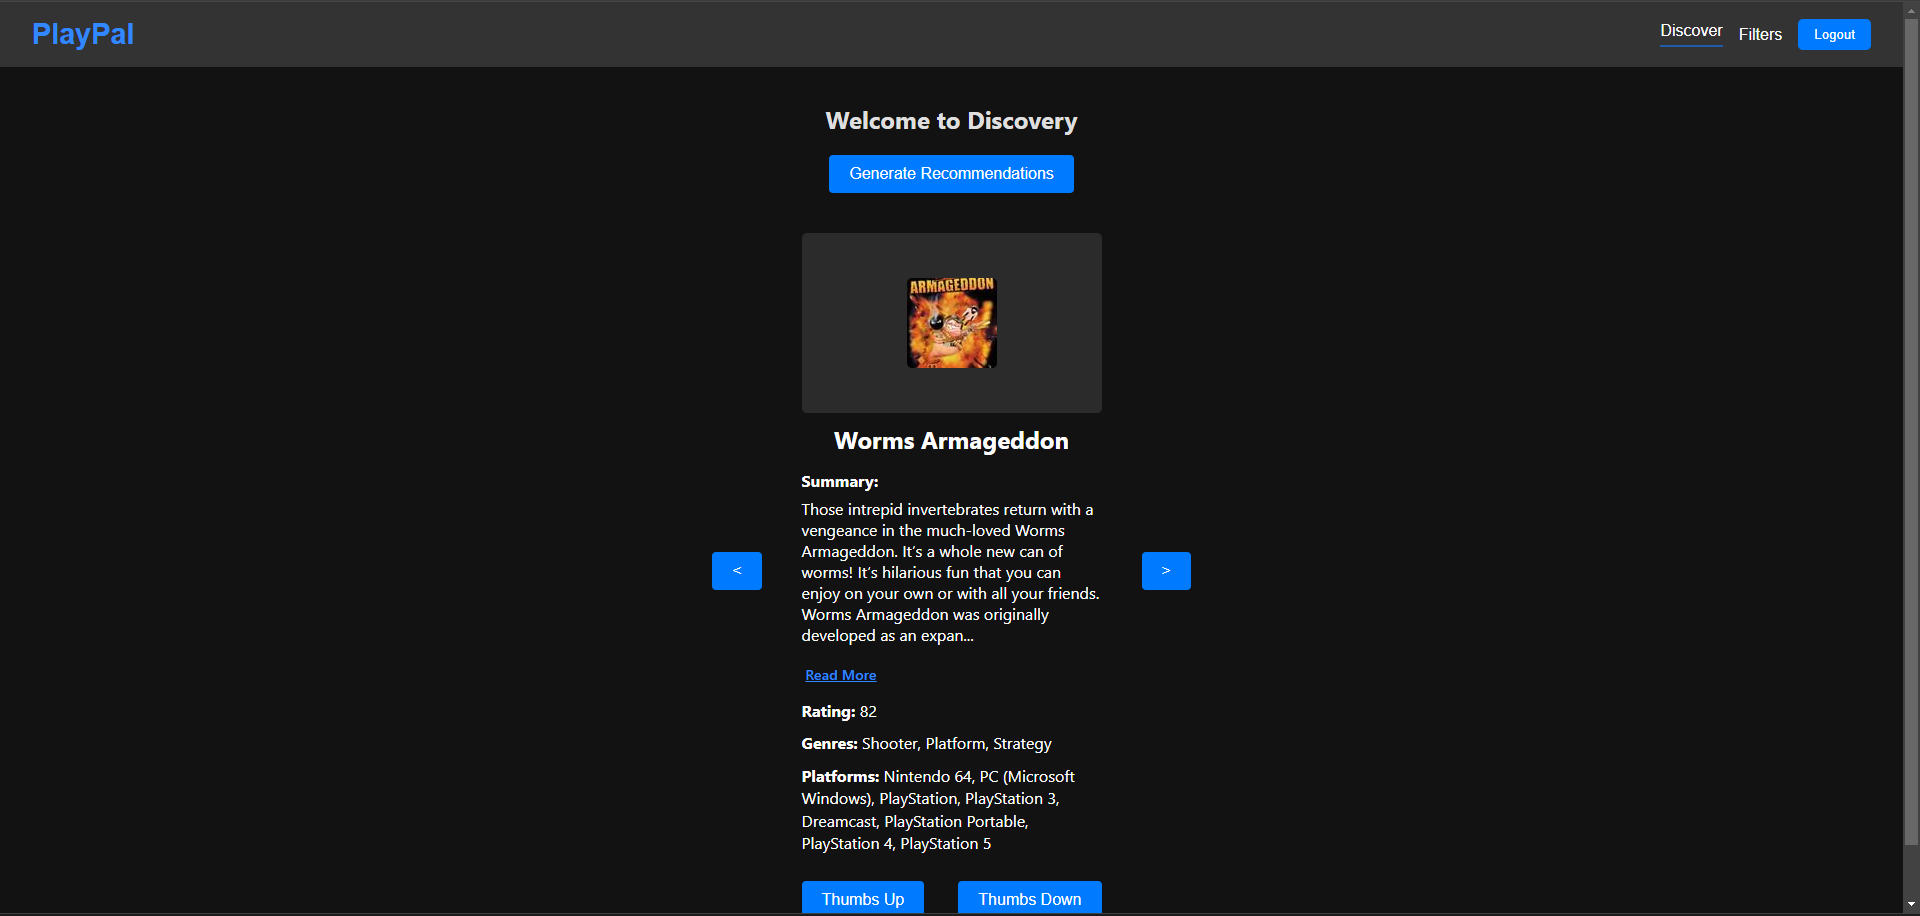 PlayPal
Discover
Filters
Logout
Welcome to Discovery
Generate Recommendations
ARMAGEDDON
Worms Armageddon
Summary:
Those intrepid invertebrates return with a
vengeance in the much-loved Worms
Armageddon. It's a whole new can of
worms! It's hilarious fun that you can
enjoy on your own or with all your friends.
Worms Armageddon was originally
developed as an expan...
<
>
Read More
Rating: 82
Genres: Shooter, Platform, Strategy
Platforms: Nintendo 64, PC (Microsoft
Windows), PlayStation, PlayStation 3,
Dreamcast, PlayStation Portable,
PlayStation 4, PlayStation 5
Thumbs Up
Thumbs Down